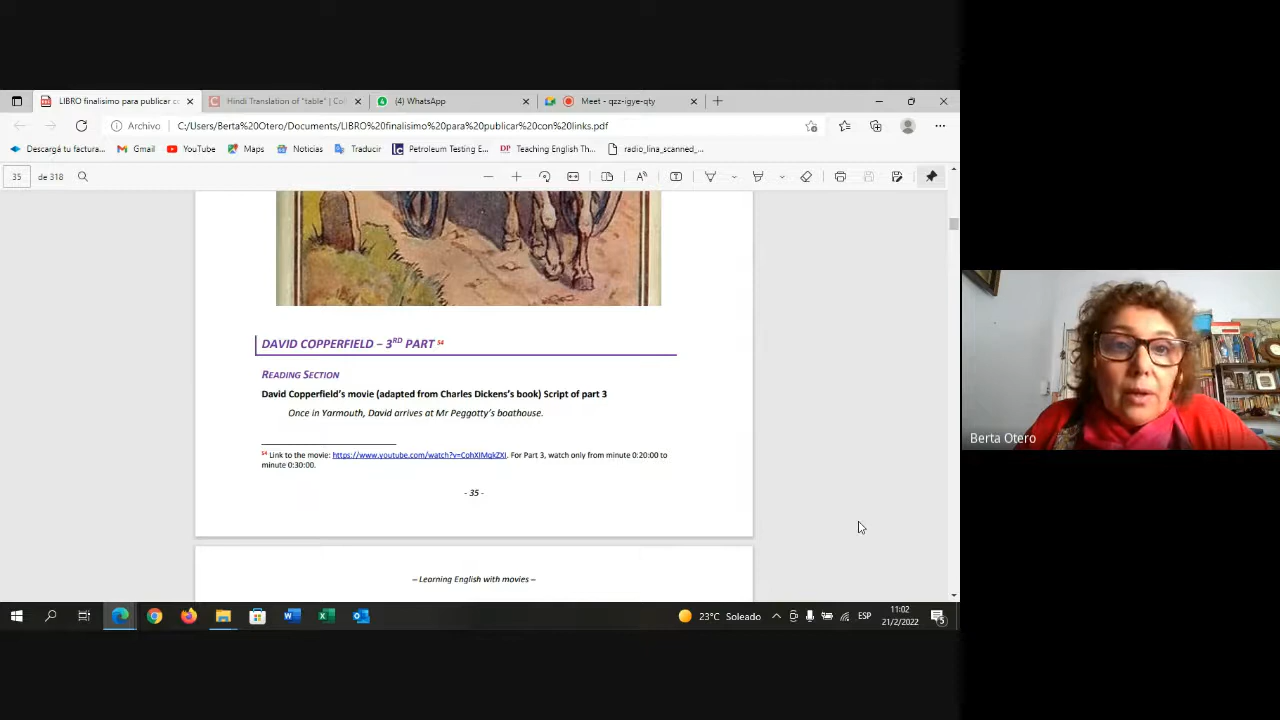 LIBRO finalisimo para publicar c
Hindi Translation of "table" | Co
(4) WhatsApp
Meet - qzz-igye-qty
Archivo
C:/Users/Berta%20Otero/Documents/LIBRO%20finalisimo%20para%20publicar%20con%20links.pdf
Descargá tu factura...
Gmail
YouTube
Maps
Noticias
Traducir
Petroleum Testing E...
Teaching English Th...
radio_lina_scanned_...
35 de 318
DAVID COPPERFIELD – 3RD PART 54
READING SECTION
David Copperfield's movie (adapted from Charles Dickens's book) Script of part 3
Once in Yarmouth, David arrives at Mr Peggotty's boathouse.
54 Link to the movie: https://www.youtube.com/watch?v=CohXIMqkZXI. For Part 3, watch only from minute 0:20:00 to
minute 0:30:00.
- 35 -
– Learning English with movies –
Berta Otero
23°C Soleado
ESP
11:02
21/2/2022
5